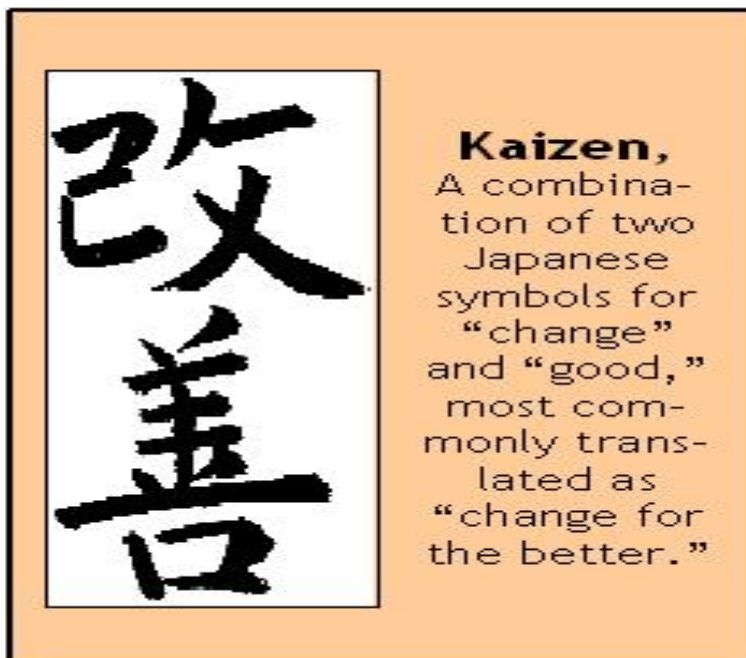 改
善
Kaizen,
A combina-
tion of two
Japanese
symbols for
“change”
and “good,”
most com-
monly trans-
lated as
“change for
the better.”